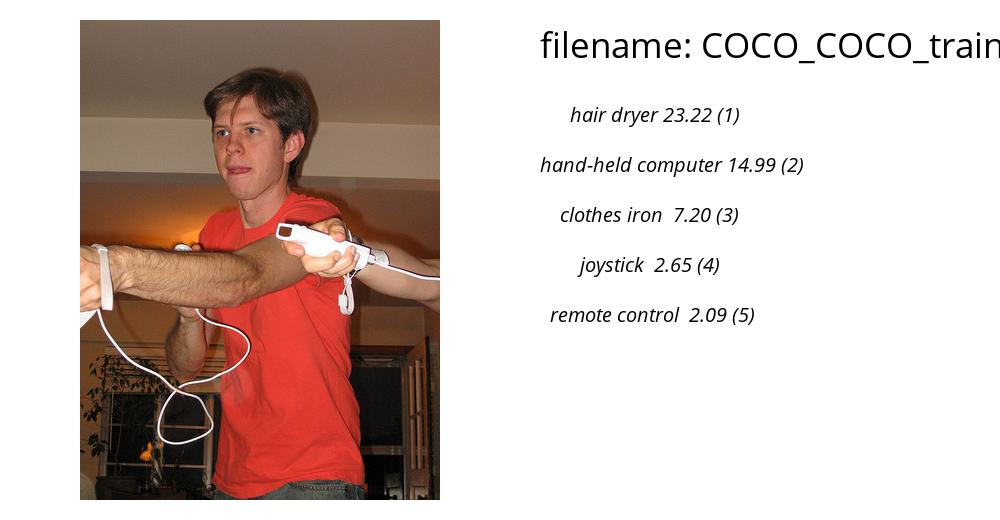 filename: COCO_COCO_train
hair dryer 23.22 (1)
hand-held computer 14.99 (2)
clothes iron 7.20 (3)
joystick 2.65 (4)
remote control 2.09 (5)